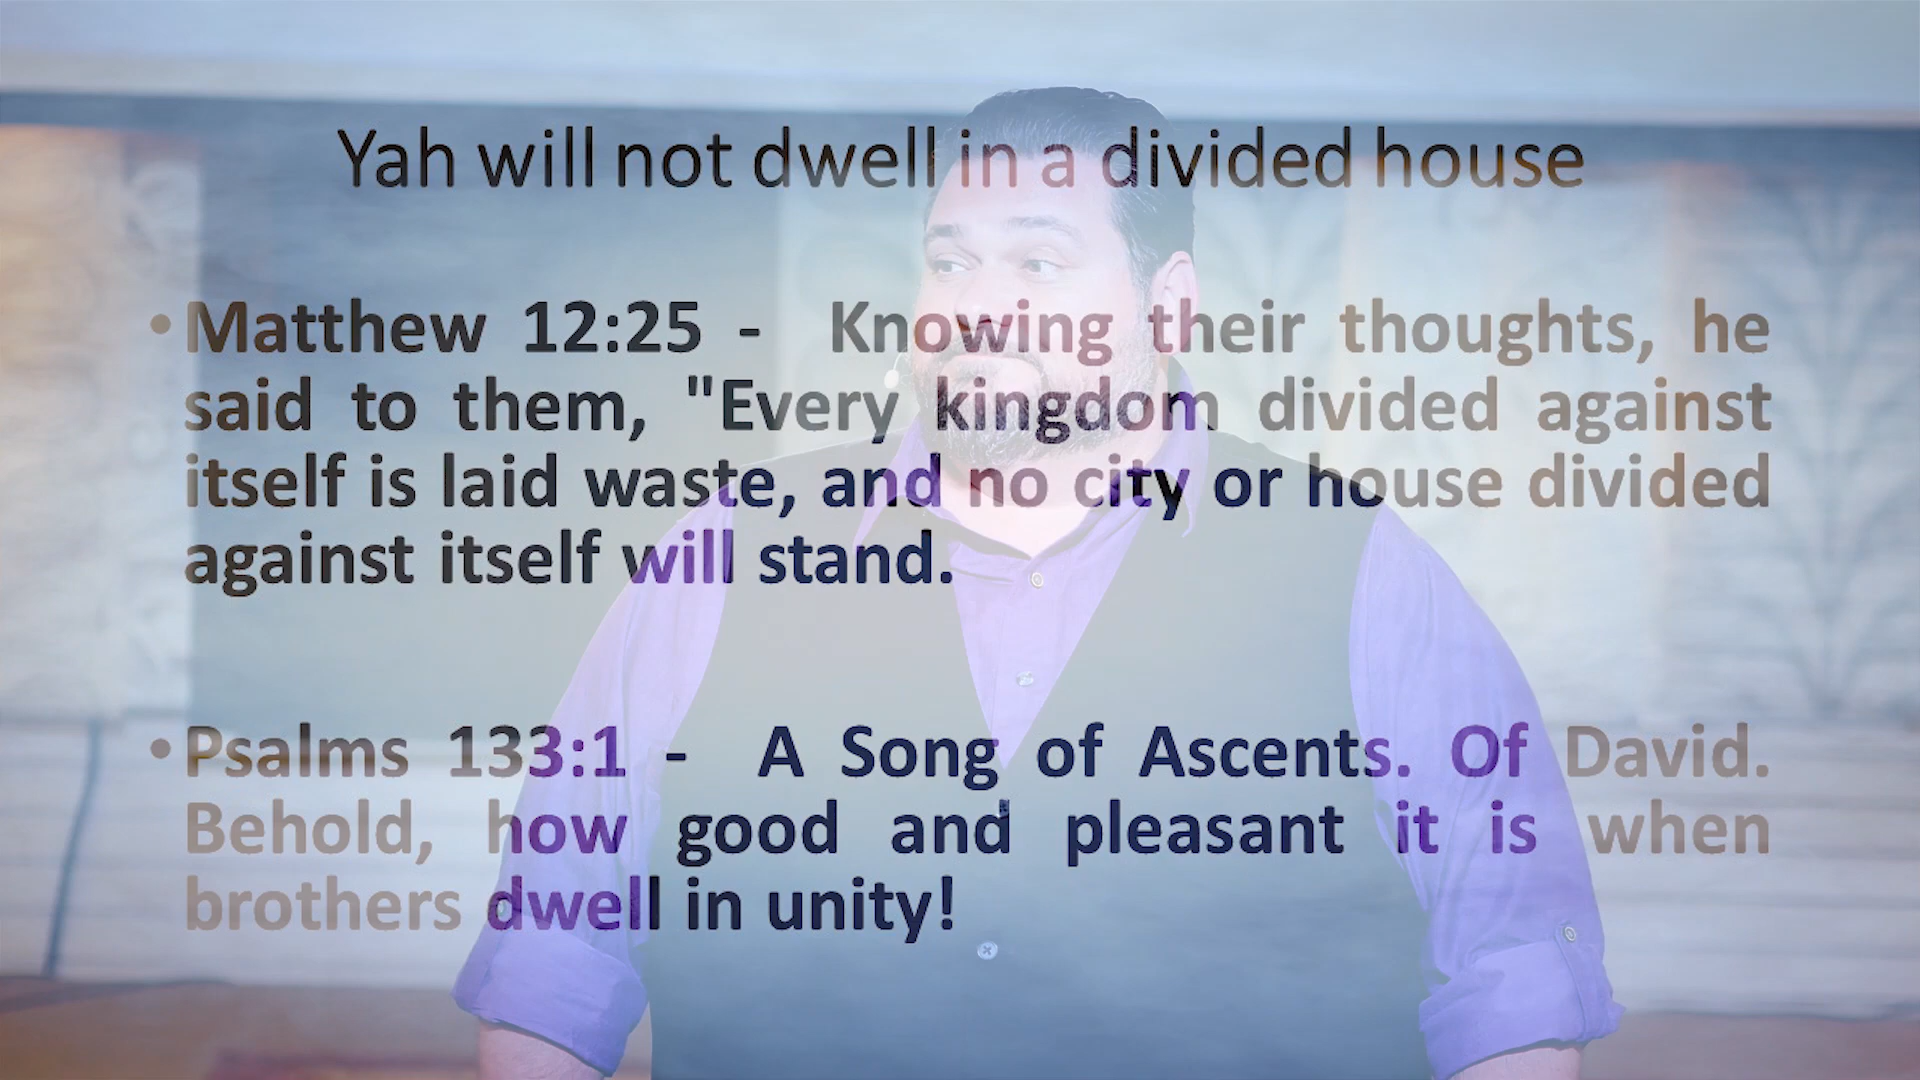 Yah will not dwell in a divided house
•Matthew 12:25 - Knowing their thoughts, he
said to them, "Every kingdom divided against
itself is laid waste, and no city or house divided
against itself will stand.
•Psalms 133:1 - A Song of Ascents. Of David.
Behold, how good and pleasant it is when
brothers dwell in unity!